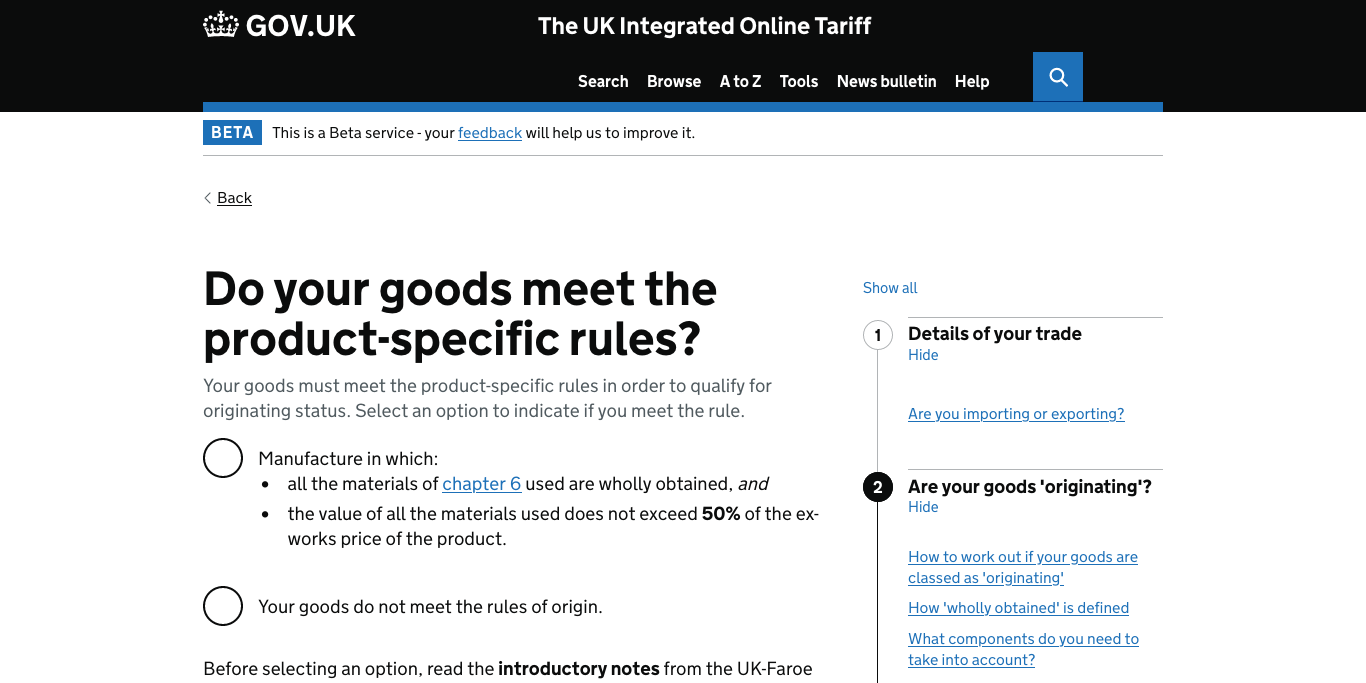 GOV.UK
The UK Integrated Online Tariff
Search Browse A to Z Tools News bulletin Help
BETA This is a Beta service - your feedback will help us to improve it.
Back
Do your goods meet the
product-specific rules?
Your goods must meet the product-specific rules in order to qualify for
originating status. Select an option to indicate if you meet the rule.
Manufacture in which:
• all the materials of chapter 6 used are wholly obtained, and
• the value of all the materials used does not exceed 50% of the ex-
works price of the product.
Your goods do not meet the rules of origin.
Before selecting an option, read the introductory notes from the UK-Faroe
Show all
1 Details of your trade
Hide
Are you importing or exporting?
2 Are your goods 'originating'?
Hide
How to work out if your goods are
classed as 'originating'
How 'wholly obtained' is defined
What components do you need to
take into account?